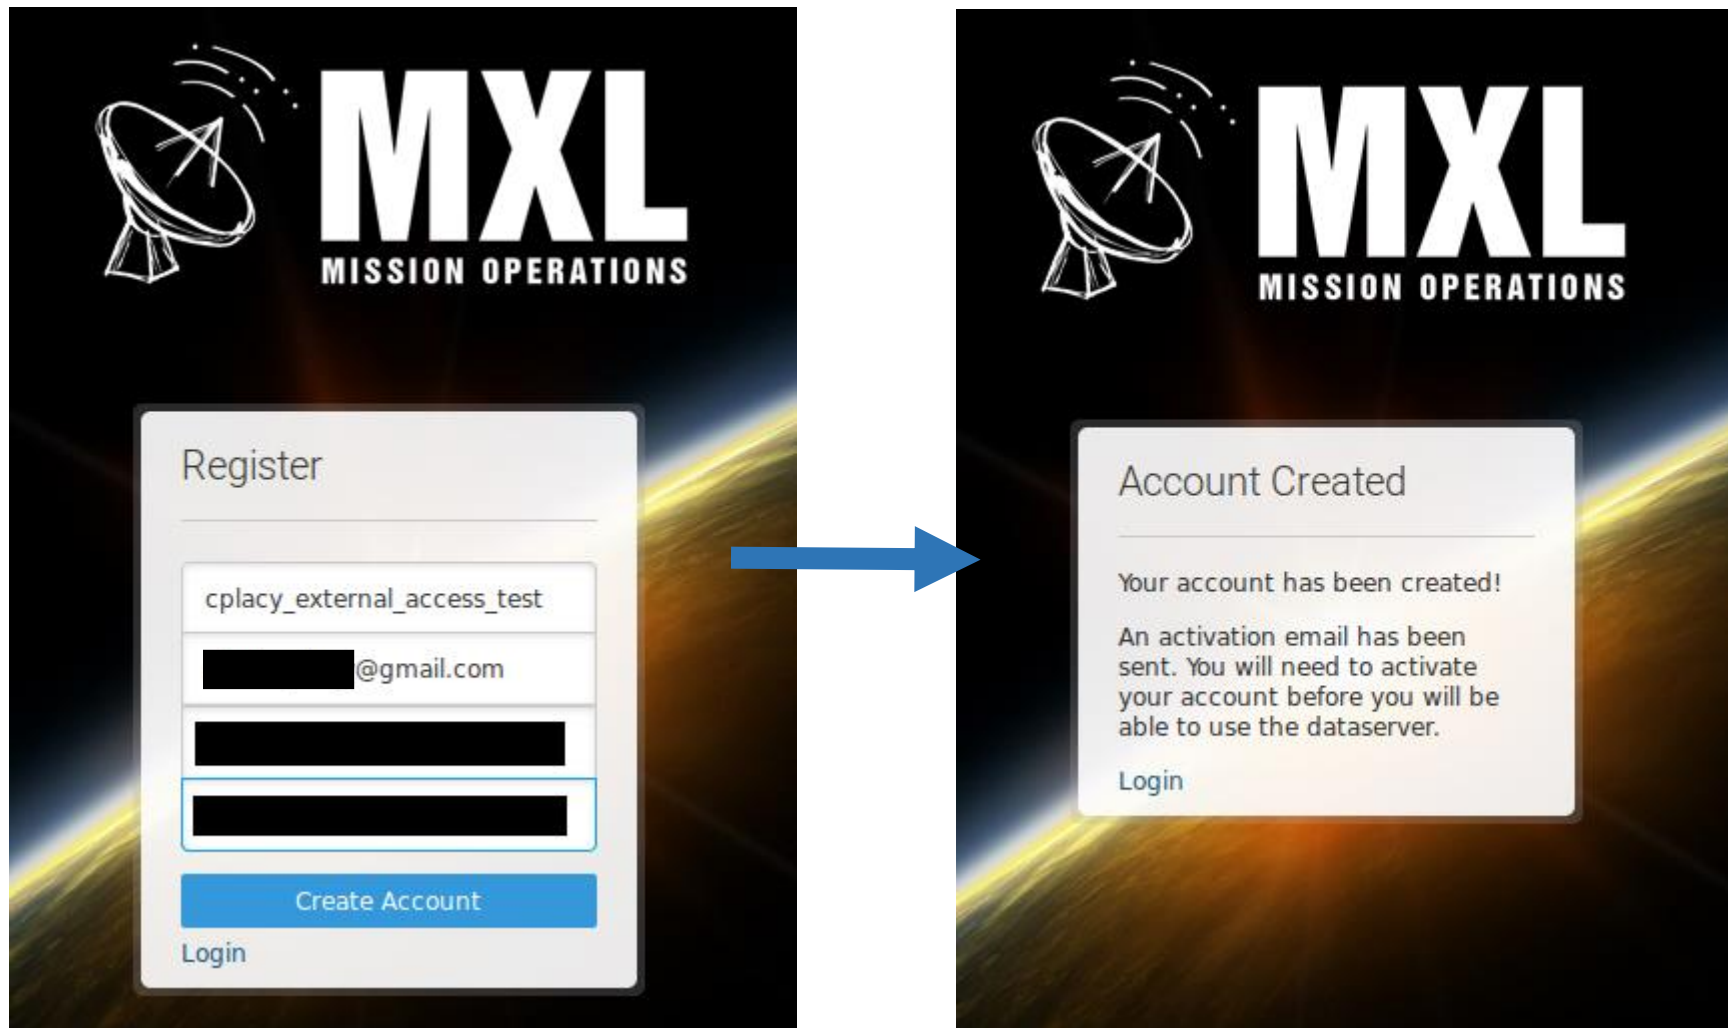 MXL
MISSION OPERATIONS
Register
cplacy_external_access_test
@gmail.com
Create Account
Login
MXL
MISSION OPERATIONS
Account Created
Your account has been created!
An activation email has been
sent. You will need to activate
your account before you will be
able to use the dataserver.
Login